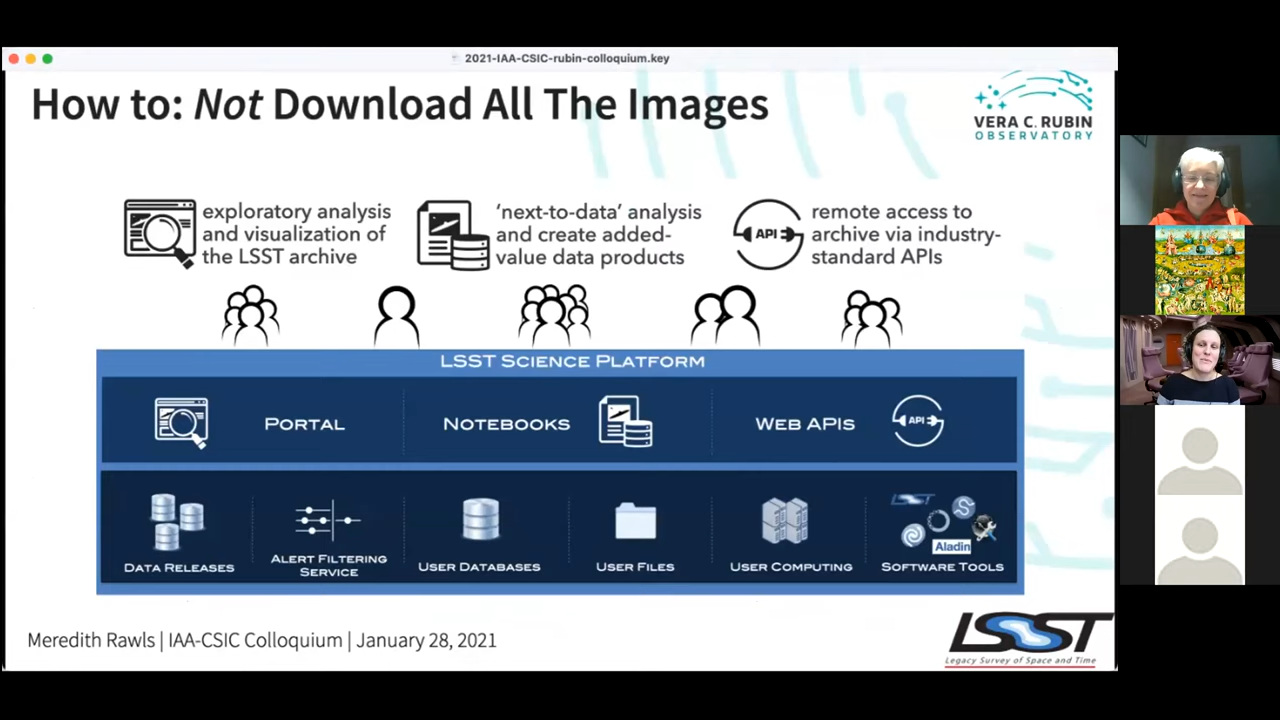 2021-IAA-CSIC-rubin-colloquium.key
How to: Not Download All The Images
VERA C. RUBIN
OBSERVATORY
exploratory analysis
and visualization of
the LSST archive
‘next-to-data’ analysis
and create added-
value data products
API
remote access to
archive via industry-
standard APIs
LSST SCIENCE PLATFORM
PORTAL
NOTEBOOKS
WEB APIS
API
DATA RELEASES
ALERT FILTERING
SERVICE
USER DATABASES
USER FILES
USER COMPUTING
LSST
Aladin
SOFTWARE TOOLS
Meredith Rawls | IAA-CSIC Colloquium | January 28, 2021
LSST
Legacy Survey of Space and Time